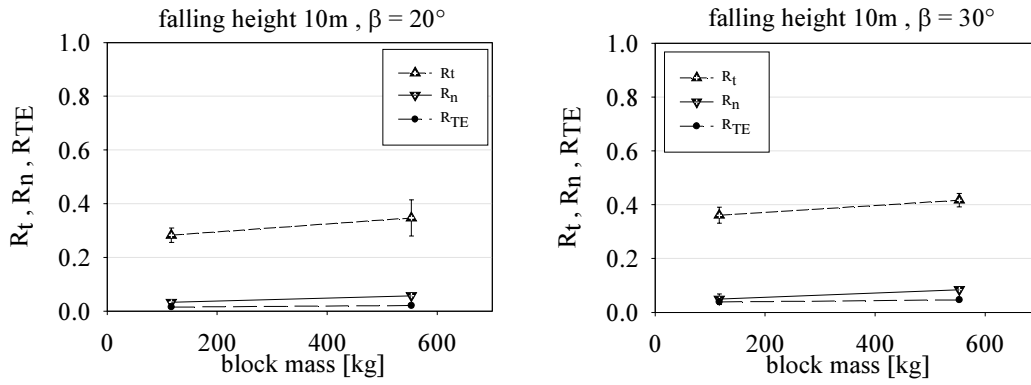 falling height 10m , β = 20°
1.0
0.8
0.6
0.4
0.2
0.0
Rt , Rn , RTE
Rt
Rn
RTE
0 200 400 600
block mass [kg]
falling height 10m , β = 30°
1.0
0.8
0.6
0.4
0.2
0.0
Rt , Rn , RTE
Rt
Rn
RTE
0 200 400 600
block mass [kg]